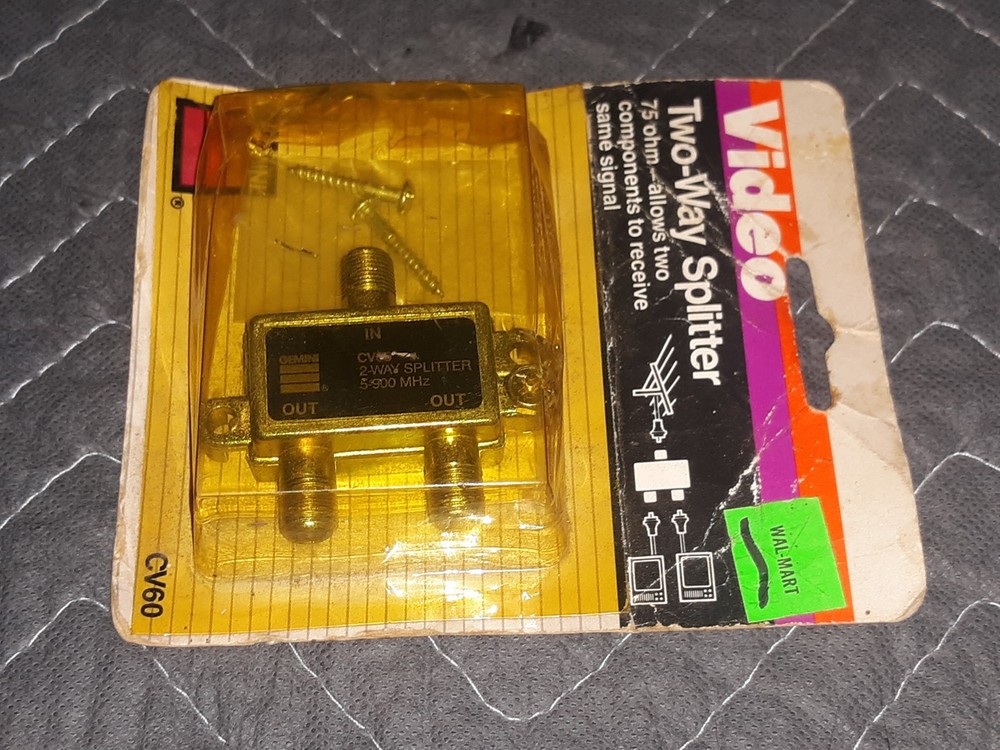 Video
Two-Way Splitter
75 ohm - allows two
components to receive
same signal
WAL-MART
®
IN
GEMINI
2-WAY SPLITTER
5-900 MHz
OUT
OUT
CV60